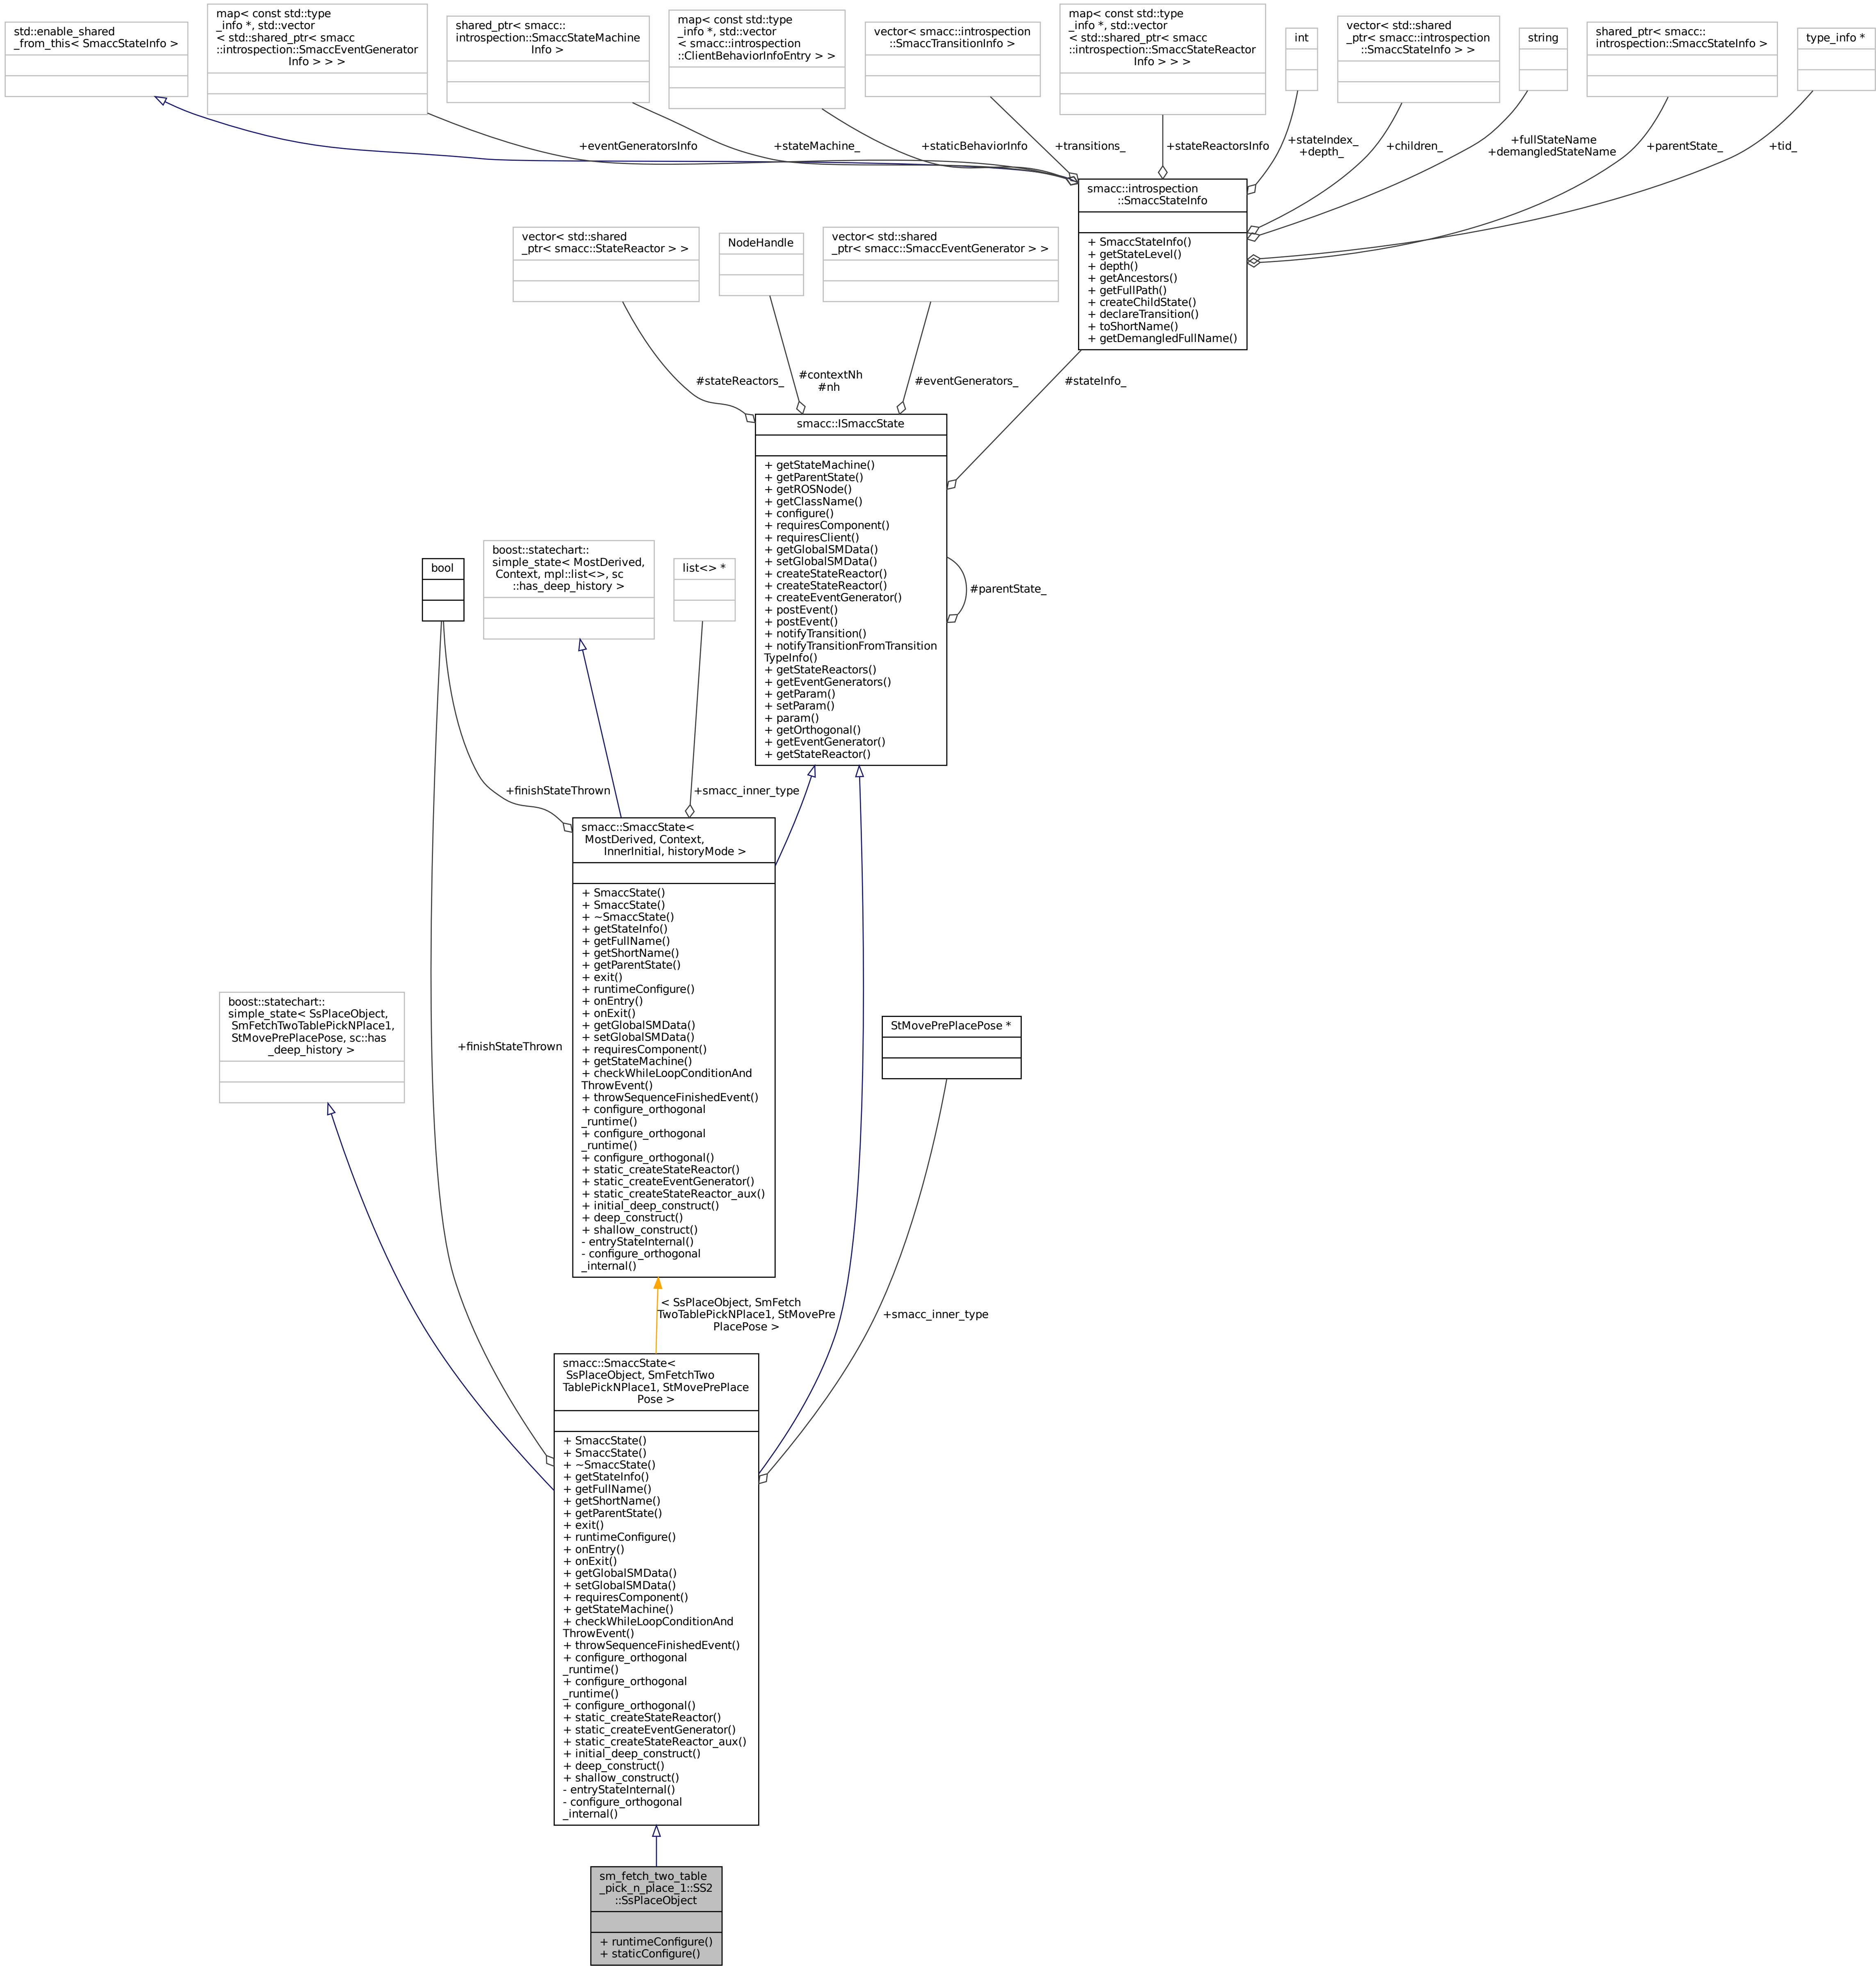 std::enable_shared
_from_this< SmaccStateInfo >
map< const std::type
_info *, std::vector
< std::shared_ptr< smacc
::introspection::SmaccEventGenerator
Info > > >
shared_ptr< smacc::
introspection::SmaccStateMachine
Info >
map< const std::type
_info *, std::vector
< smacc::introspection
::ClientBehaviorInfoEntry > >
vector< smacc::introspection
::SmaccTransitionInfo >
map< const std::type
_info *, std::vector
< std::shared_ptr< smacc
::introspection::SmaccStateReactor
Info > > >
int
vector< std::shared
_ptr< smacc::introspection
::SmaccStateInfo > >
string
shared_ptr< smacc::
introspection::SmaccStateInfo >
type_info *
+eventGeneratorsInfo
+stateMachine_
+staticBehaviorInfo
+transitions_
+stateReactorsInfo
+stateIndex_
+depth_
+children_
+fullStateName
+demangledStateName
+parentState_
+tid_
smacc::introspection
::SmaccStateInfo
+ SmaccStateInfo()
+ getStateLevel()
+ depth()
+ getAncestors()
+ getFullPath()
+ createChildState()
+ declareTransition()
+ toShortName()
+ getDemangledFullName()
vector< std::shared
_ptr< smacc::StateReactor > >
NodeHandle
vector< std::shared
_ptr< smacc::SmaccEventGenerator > >
#stateReactors_
#contextNh
#nh
#eventGenerators_
#stateInfo_
smacc::ISmaccState
+ getStateMachine()
+ getParentState()
+ getROSNode()
+ getClassName()
+ configure()
+ requiresComponent()
+ requiresClient()
+ getGlobalSMData()
+ setGlobalSMData()
+ createStateReactor()
+ createStateReactor()
+ createEventGenerator()
+ postEvent()
+ postEvent()
+ notifyTransition()
+ notifyTransitionFromTransition
TypeInfo()
+ getStateReactors()
+ getEventGenerators()
+ getParam()
+ setParam()
+ param()
+ getOrthogonal()
+ getEventGenerator()
+ getStateReactor()
#parentState_
bool
boost::statechart::
simple_state< MostDerived,
Context, mpl::list<>, sc
::has_deep_history >
list<> *
+finishStateThrown
+smacc_inner_type
smacc::SmaccState<
MostDerived, Context,
InnerInitial, historyMode >
+ SmaccState()
+ SmaccState()
+ ~SmaccState()
+ getStateInfo()
+ getFullName()
+ getShortName()
+ getParentState()
+ exit()
+ runtimeConfigure()
+ onEntry()
+ onExit()
+ getGlobalSMData()
+ setGlobalSMData()
+ requiresComponent()
+ getStateMachine()
+ checkWhileLoopConditionAnd
ThrowEvent()
+ throwSequenceFinishedEvent()
+ configure_orthogonal
_runtime()
+ configure_orthogonal
_runtime()
+ configure_orthogonal()
+ static_createStateReactor()
+ static_createEventGenerator()
+ static_createStateReactor_aux()
+ initial_deep_construct()
+ deep_construct()
+ shallow_construct()
- entryStateInternal()
- configure_orthogonal
_internal()
boost::statechart::
simple_state< SsPlaceObject,
SmFetchTwoTablePickNPlace1,
StMovePrePlacePose, sc::has
_deep_history >
+finishStateThrown
StMovePrePlacePose *
< SsPlaceObject, SmFetch
TwoTablePickNPlace1, StMovePre
PlacePose >
+smacc_inner_type
smacc::SmaccState<
SsPlaceObject, SmFetchTwo
TablePickNPlace1, StMovePrePlace
Pose >
+ SmaccState()
+ SmaccState()
+ ~SmaccState()
+ getStateInfo()
+ getFullName()
+ getShortName()
+ getParentState()
+ exit()
+ runtimeConfigure()
+ onEntry()
+ onExit()
+ getGlobalSMData()
+ setGlobalSMData()
+ requiresComponent()
+ getStateMachine()
+ checkWhileLoopConditionAnd
ThrowEvent()
+ throwSequenceFinishedEvent()
+ configure_orthogonal
_runtime()
+ configure_orthogonal
_runtime()
+ configure_orthogonal()
+ static_createStateReactor()
+ static_createEventGenerator()
+ static_createStateReactor_aux()
+ initial_deep_construct()
+ deep_construct()
+ shallow_construct()
- entryStateInternal()
- configure_orthogonal
_internal()
sm_fetch_two_table
_pick_n_place_1::SS2
::SsPlaceObject
+ runtimeConfigure()
+ staticConfigure()